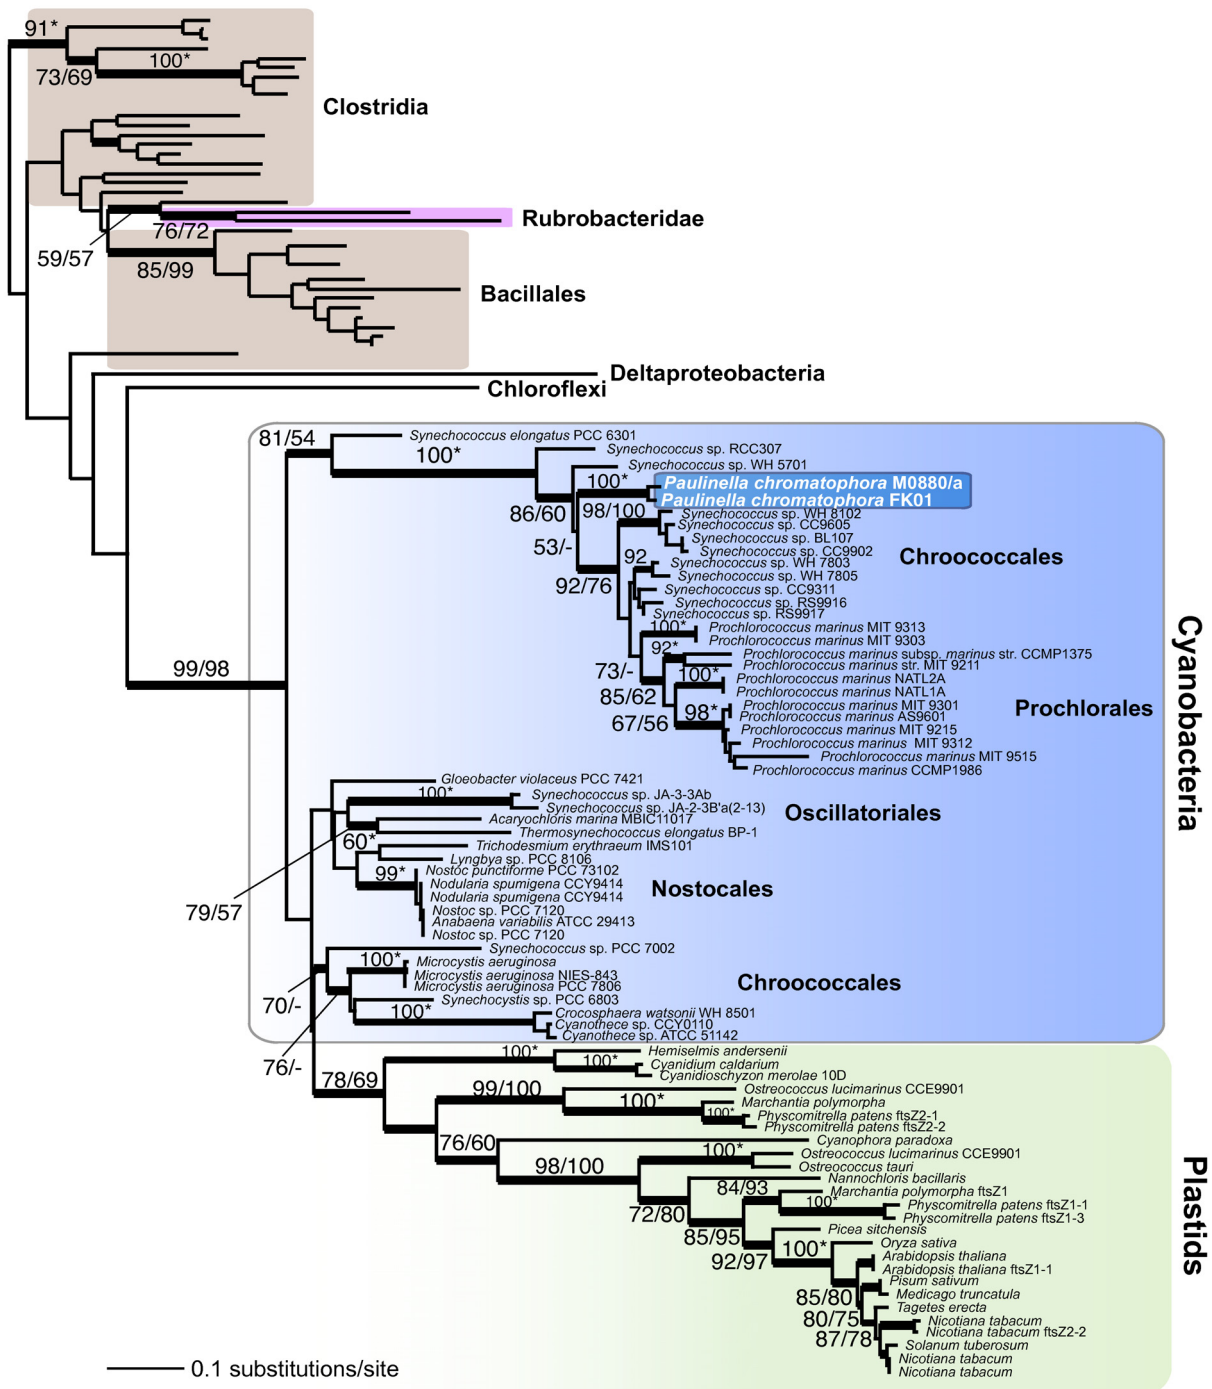 91*
73/69
100*
Clostridia
76/72
Rubrobacteridae
59/57
85/99
Bacillales
Deltaproteobacteria
Chloroflexi
81/54
Synechococcus elongatus PCC 6301
100*
Synechococcus sp. RCC307
Synechococcus sp. WH 5701
100*
Paulinella chromatophora M0880/a
Paulinella chromatophora FK01
86/60
98/100
Synechococcus sp. WH 8102
Synechococcus sp. CC9605
Synechococcus sp. BL107
Synechococcus sp. CC9902
53/-
Chroococcales
92
Synechococcus sp. WH 7803
Synechococcus sp. WH 7805
92/76
Synechococcus sp. CC9311
Synechococcus sp. RS9916
Synechococcus sp. RS9917
100*
Prochlorococcus marinus MIT 9313
Prochlorococcus marinus MIT 9303
92*
Prochlorococcus marinus subsp. marinus str. CCMP1375
Prochlorococcus marinus str. MIT 9211
73/-
99/98
100*
Prochlorococcus marinus NATL2A
Prochlorococcus marinus NATL1A
85/62
98*
Prochlorococcus marinus MIT 9301
Prochlorococcus marinus AS9601
Prochlorales
67/56
Prochlorococcus marinus MIT 9215
Prochlorococcus marinus MIT 9312
Prochlorococcus marinus MIT 9515
Prochlorococcus marinus CCMP1986
Cyanobacteria
Gloeobacter violaceus PCC 7421
100*
Synechococcus sp. JA-3-3Ab
Synechococcus sp. JA-2-3B'a(2-13)
Oscillatoriales
Acaryochloris marina MBIC11017
Thermosynechococcus elongatus BP-1
60*
Trichodesmium erythraeum IMS101
Lyngbya sp. PCC 8106
99*
Nostoc punctiforme PCC 73102
Nodularia spumigena CCY9414
Nodularia spumigena CCY9414
Nostocales
79/57
Nostoc sp. PCC 7120
Anabaena variabilis ATCC 29413
Nostoc sp. PCC 7120
Synechococcus sp. PCC 7002
100*
Microcystis aeruginosa
Microcystis aeruginosa NIES-843
Microcystis aeruginosa PCC 7806
Chroococcales
70/-
Synechocystis sp. PCC 6803
100*
Crocosphaera watsonii WH 8501
Cyanothece sp. CCY0110
Cyanothece sp. ATCC 51142
76/-
100*
Hemiselmis andersenii
100*
Cyanidium caldarium
Cyanidioschyzon merolae 10D
78/69
99/100
Ostreococcus lucimarinus CCE9901
100*
Marchantia polymorpha
100*
Physcomitrella patens ftsZ2-1
Physcomitrella patens ftsZ2-2
76/60
Cyanophora paradoxa
100*
Ostreococcus lucimarinus CCE9901
Ostreococcus tauri
98/100
Nannochloris bacillaris
84/93
Marchantia polymorpha ftsZ1
100*
Physcomitrella patens ftsZ1-1
Physcomitrella patens ftsZ1-3
72/80
Plastids
85/95
Picea sitchensis
100*
Oryza sativa
92/97
Arabidopsis thaliana
Arabidopsis thaliana ftsZ1-1
Pisum sativum
Medicago truncatula
85/80
Tagetes erecta
80/75
Nicotiana tabacum
Nicotiana tabacum ftsZ2-2
87/78
Solanum tuberosum
Nicotiana tabacum
Nicotiana tabacum
0.1 substitutions/site